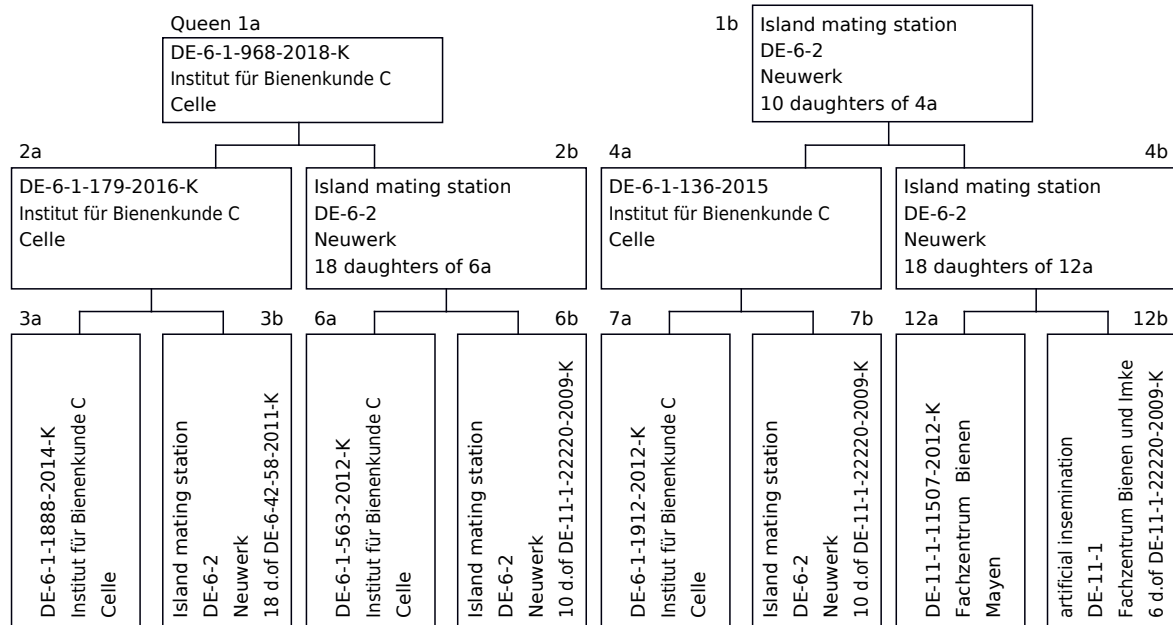 Queen 1a
DE-6-1-968-2018-K
Institut für Bienenkunde C
Celle
1b
Island mating station
DE-6-2
Neuwerk
10 daughters of 4a
2a
DE-6-1-179-2016-K
Institut für Bienenkunde C
Celle
2b
Island mating station
DE-6-2
Neuwerk
18 daughters of 6a
4a
DE-6-1-136-2015
Institut für Bienenkunde C
Celle
4b
Island mating station
DE-6-2
Neuwerk
18 daughters of 12a
3a
DE-6-1-1888-2014-K
Institut für Bienenkunde C
Celle
3b
Island mating station
DE-6-2
Neuwerk
18 d.of DE-6-42-58-2011-K
6a
DE-6-1-563-2012-K
Institut für Bienenkunde C
Celle
6b
Island mating station
DE-6-2
Neuwerk
10 d.of DE-11-1-22220-2009-K
7a
DE-6-1-1912-2012-K
Institut für Bienenkunde C
Celle
7b
Island mating station
DE-6-2
Neuwerk
10 d.of DE-11-1-22220-2009-K
12a
DE-11-1-11507-2012-K
Fachzentrum Bienen
Mayen
12b
artificial insemination
DE-11-1
Fachzentrum Bienen und Imke
6 d.of DE-11-1-22220-2009-K